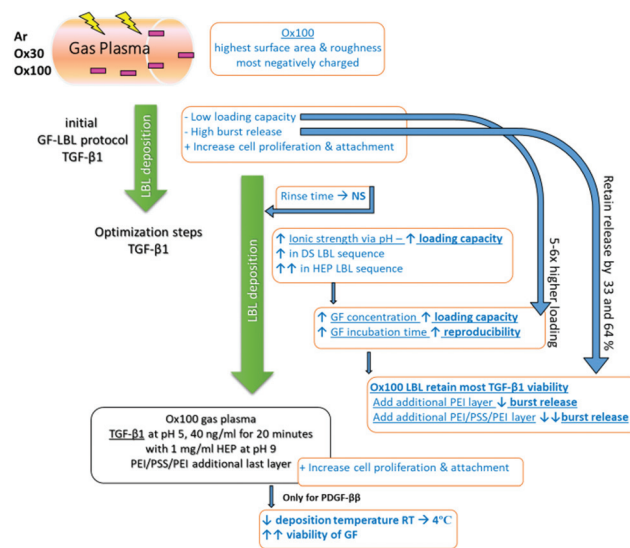 Ar
Ox30
Ox100
Gas Plasma
Ox100
highest surface area & roughness
most negatively charged
initial
GF-LBL protocol
TGF-β1
LBL deposition
- Low loading capacity
- High burst release
+ Increase cell proliferation & attachment
Rinse time → NS
Optimization steps
TGF-β1
LBL deposition
↑ Ionic strength via pH – ↑ loading capacity
↑ in DS LBL sequence
↑↑ in HEP LBL sequence
5-6x higher loading
Retain release by 33 and 64 %
↑ GF concentration ↑ loading capacity
↑ GF incubation time ↑ reproducibility
Ox100 LBL retain most TGF-β1 viability
Add additional PEI layer ↓ burst release
Add additional PEI/PSS/PEI layer ↓↓burst release
Ox100 gas plasma
TGF-β1 at pH 5, 40 ng/ml for 20 minutes
with 1 mg/ml HEP at pH 9
PEI/PSS/PEI additional last layer
+ Increase cell proliferation & attachment
Only for PDGF-ββ
↓ deposition temperature RT → 4°C
↑↑ viability of GF